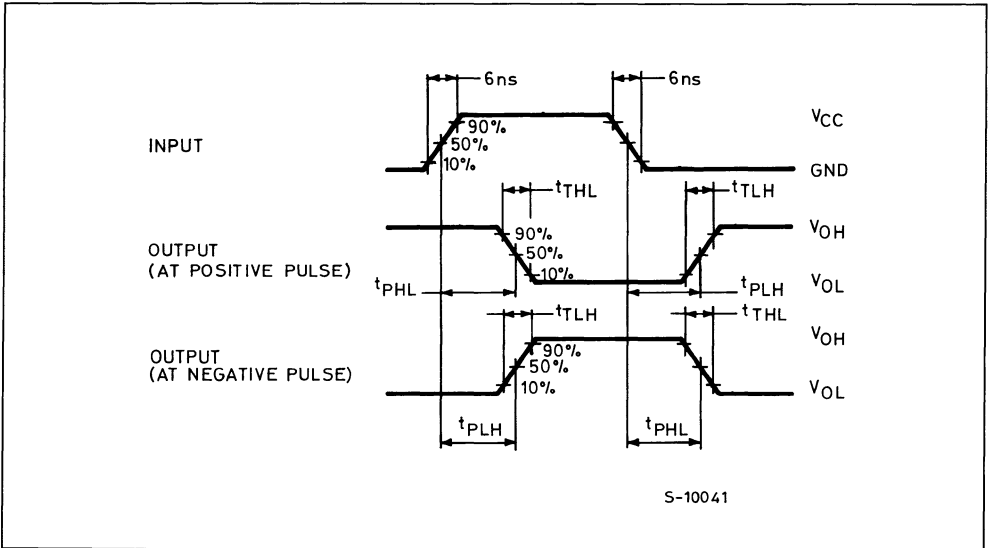 6ns 6ns
INPUT
90%
50%
10%
VCC
GND
tTHL tTLH
OUTPUT
(AT POSITIVE PULSE)
90%
50%
10%
VOH
VOL
tPHL tPLH
tTLH tTHL
OUTPUT
(AT NEGATIVE PULSE)
90%
50%
10%
VOH
VOL
tPLH tPHL
S-10041